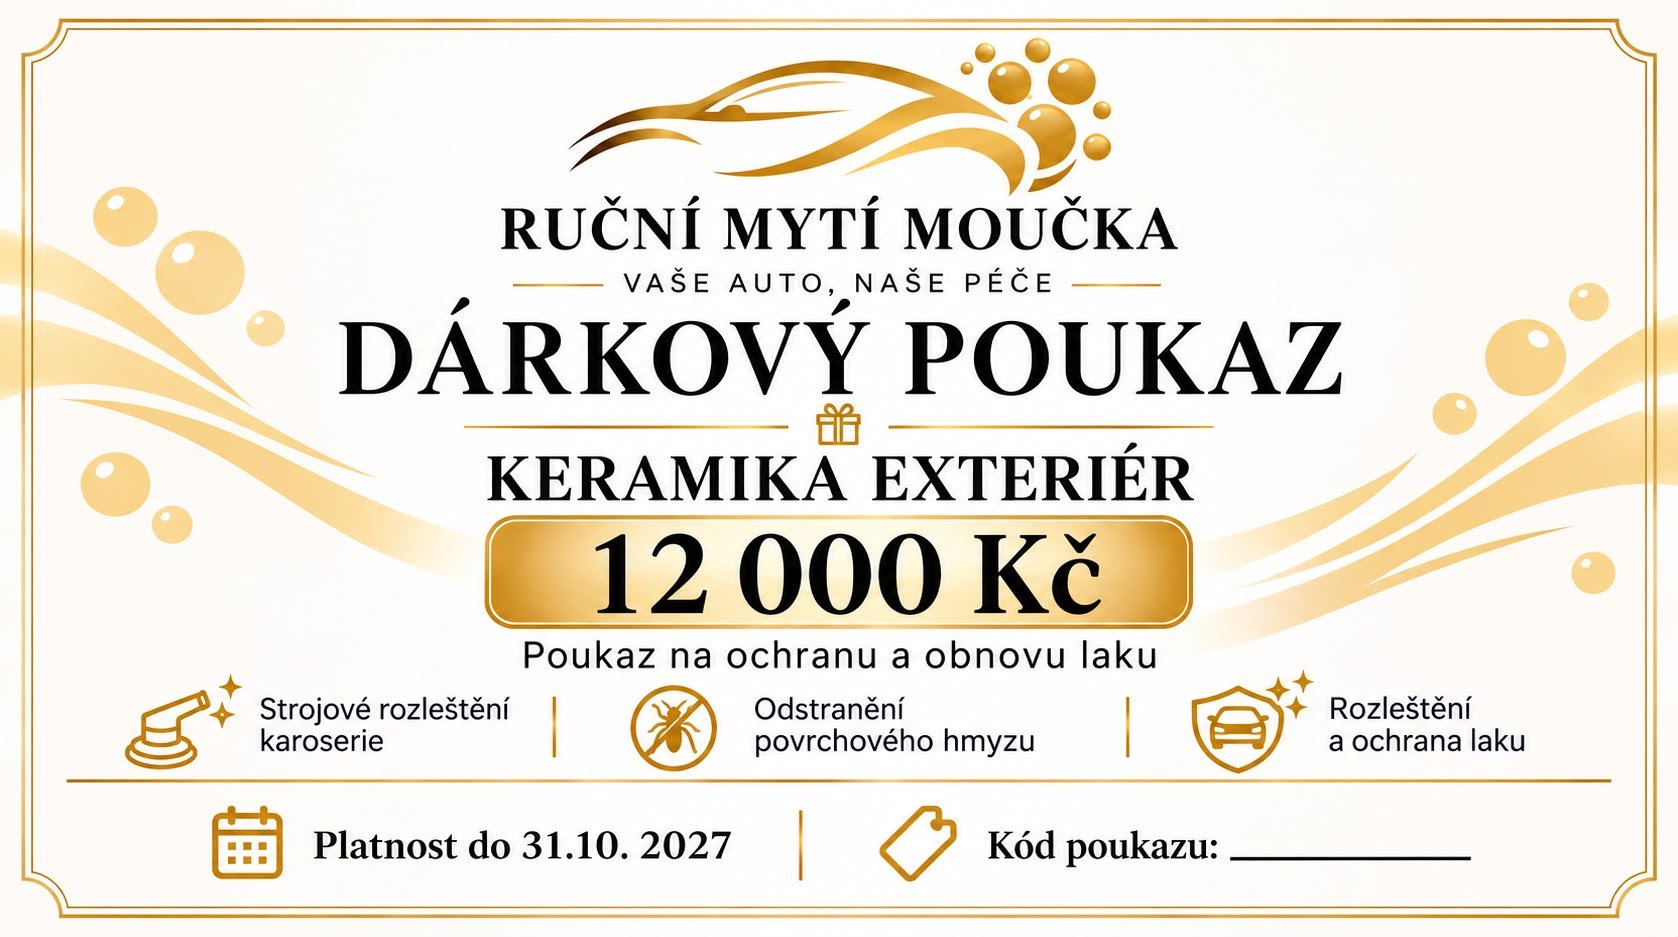 RUČNÍ MYTÍ MOUČKA
VAŠE AUTO, NAŠE PÉČE
DÁRKOVÝ POUKAZ
KERAMIKA EXTERIÉR
12 000 Kč
Poukaz na ochranu a obnovu laku
Strojové rozleštění
karoserie
Odstranění
povrchového hmyzu
Rozleštění
a ochrana laku
Platnost do 31.10. 2027
Kód poukazu: ____________